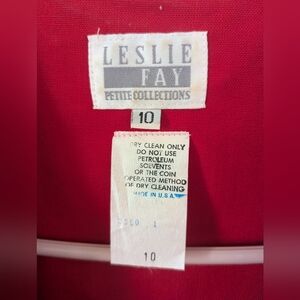 LESLIE
FAY
PETITE COLLECTIONS
10
DRY CLEAN ONLY
DO NOT USE
PETROLEUM
SOLVENTS
OR THE COIN
OPERATED METHOD
OF DRY CLEANING
MADE IN U.S.A.
10